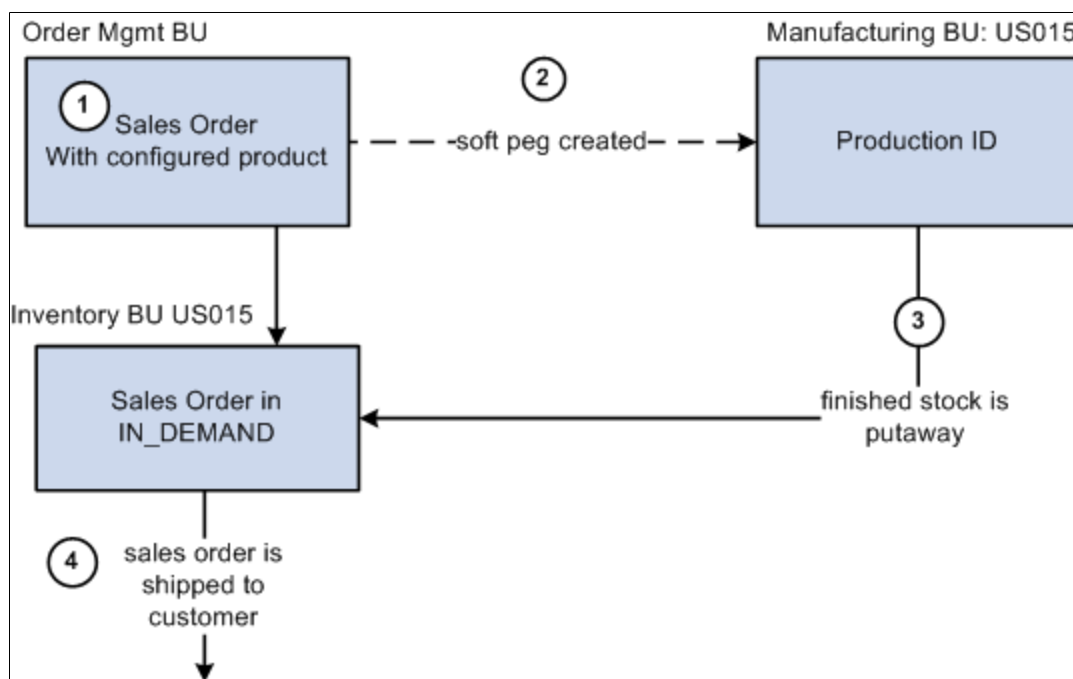 Order Mgmt BU
Manufacturing BU: US015
1
Sales Order
With configured product
2
soft peg created
Production ID
Inventory BU US015
3
Sales Order in
IN_DEMAND
finished stock is
putaway
4
sales order is
shipped to
customer